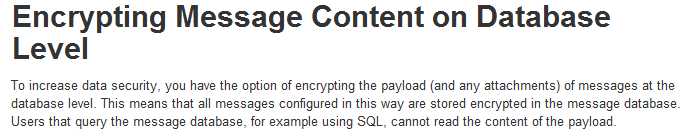 Encrypting Message Content on Database
Level
To increase data security, you have the option of encrypting the payload (and any attachments) of messages at the
database level. This means that all messages configured in this way are stored encrypted in the message database.
Users that query the message database, for example using SQL, cannot read the content of the payload.